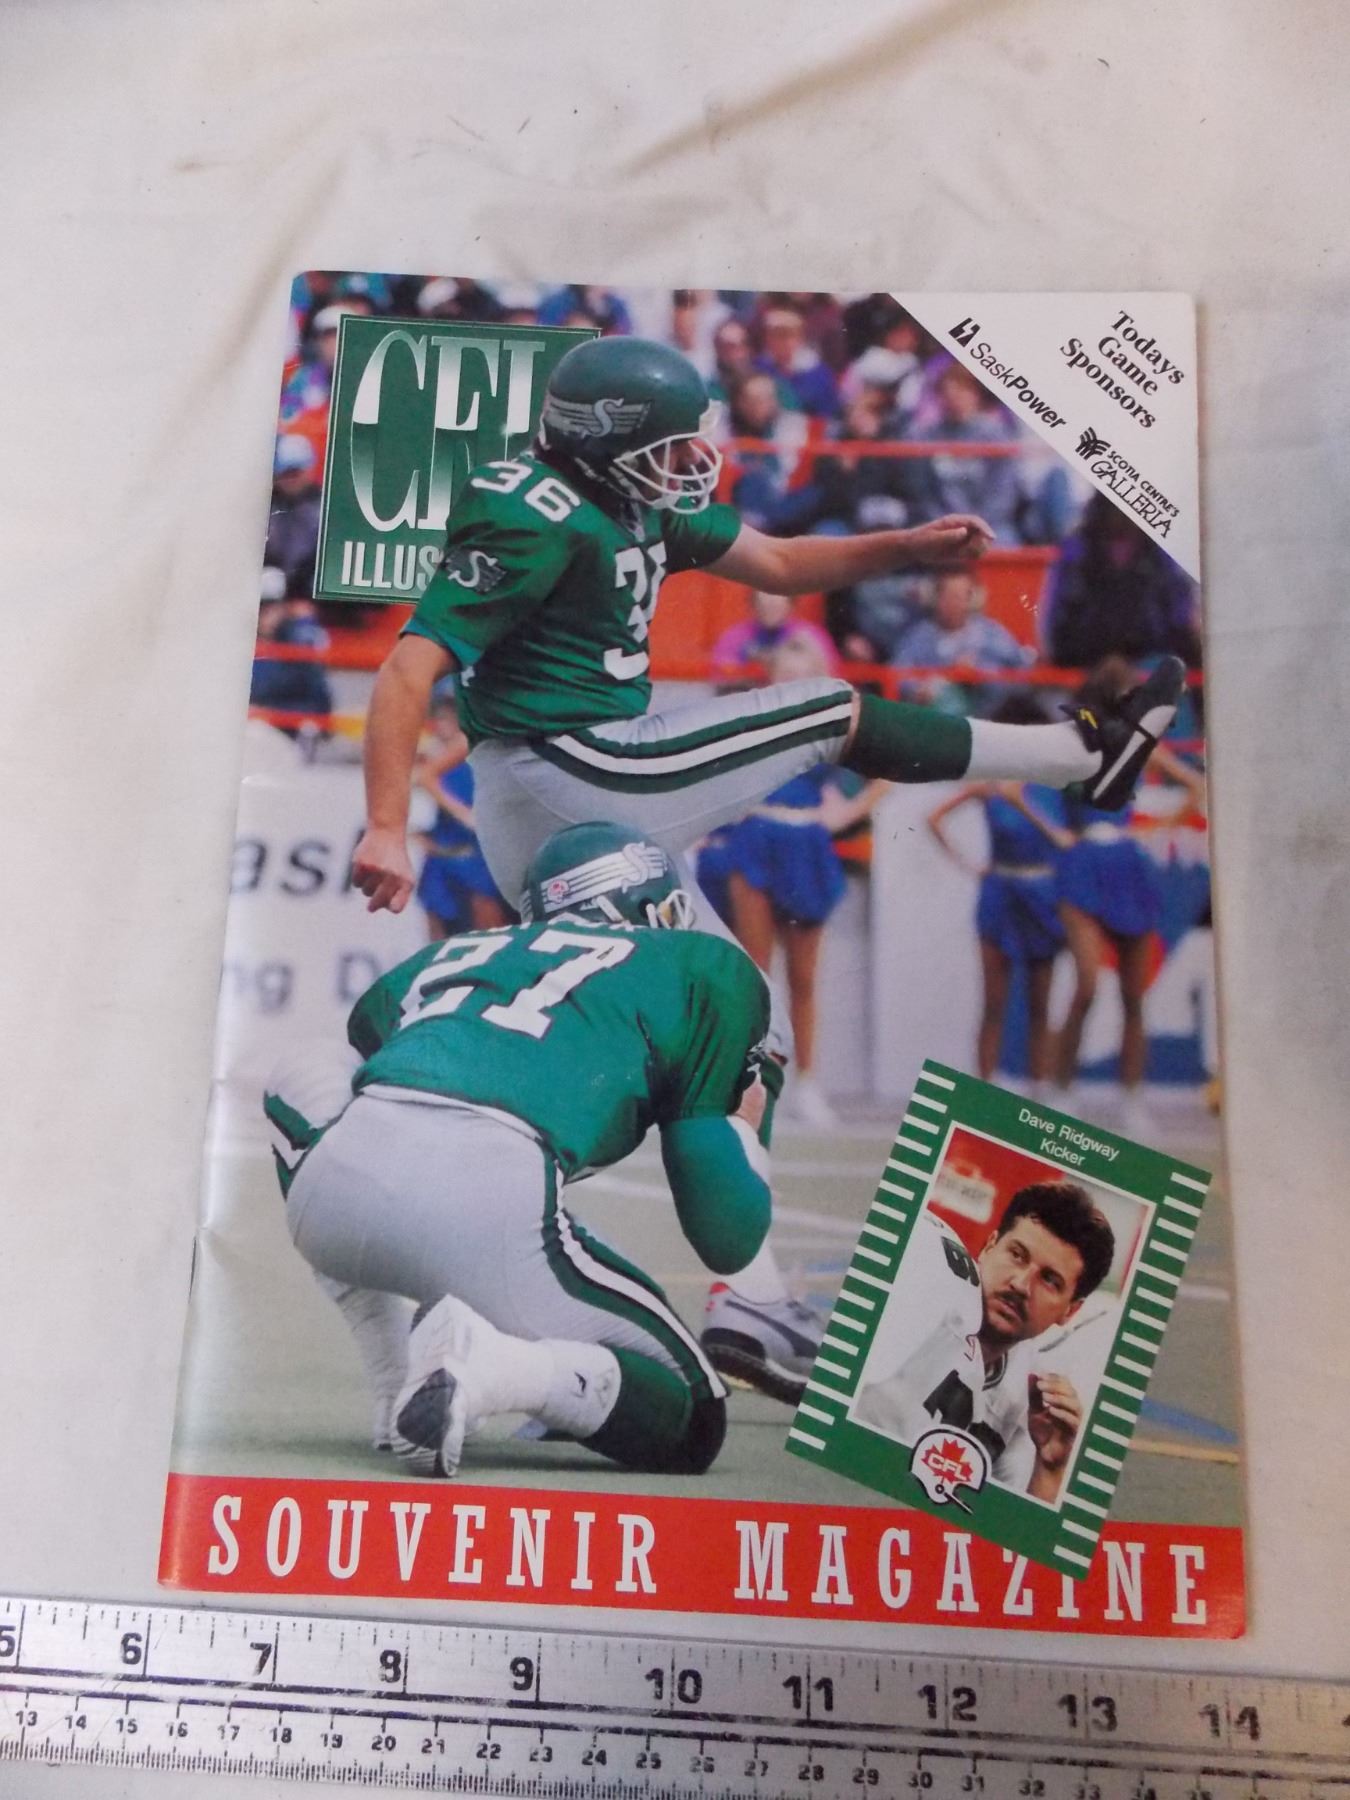 CFL
ILLUS
Todays
Game
Sponsors
SaskPower
SCOTIA CENTRE'S
GALLERIA
36
S
S
36
ask
S
27
ng D
Dave Ridgway
Kicker
CFL
SOUVENIR MAGAZINE
5 6 7 8 9 10 11 12 13 14
13 14 15 16 17 18 19 20 21 22 23 24 25 26 27 28 29 30 31 32 33 34 35